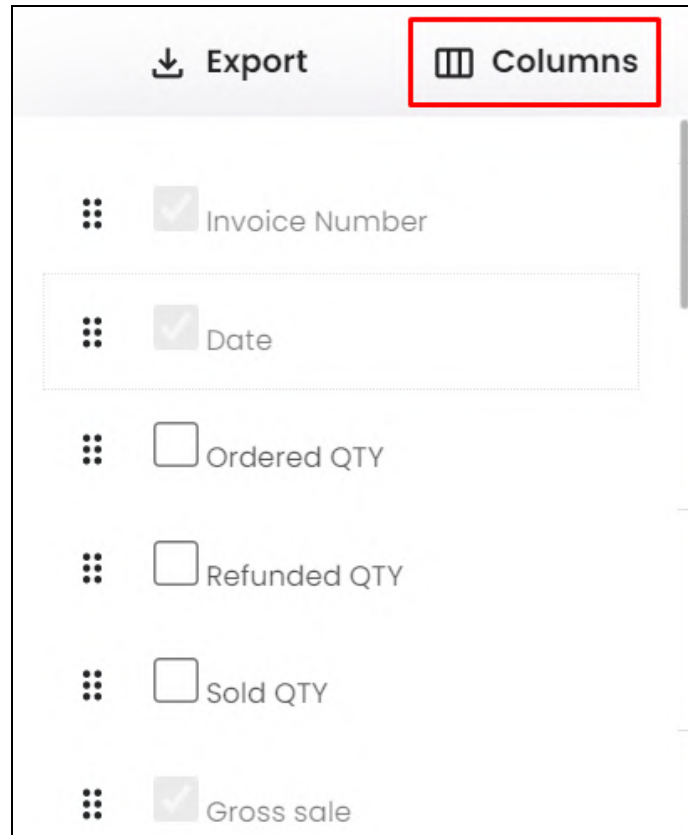 Export Columns
Invoice Number
Date
Ordered QTY
Refunded QTY
Sold QTY
Gross sale